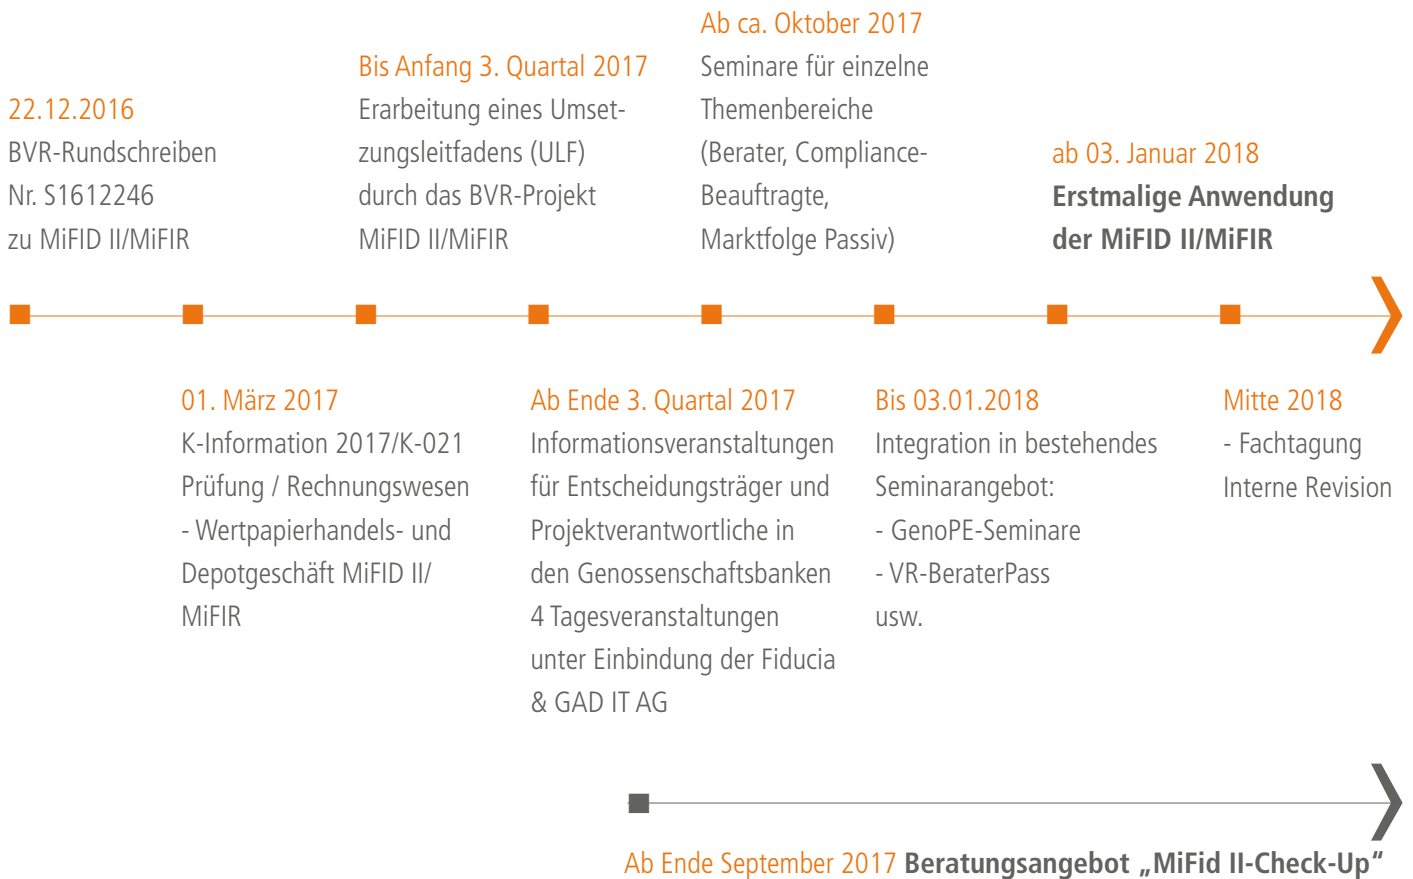 22.12.2016
BVR-Rundschreiben
Nr. S1612246
zu MiFID II/MiFIR
Bis Anfang 3. Quartal 2017
Erarbeitung eines Umset-
zungsleitfadens (ULF)
durch das BVR-Projekt
MiFID II/MiFIR
Ab ca. Oktober 2017
Seminare für einzelne
Themenbereiche
(Berater, Compliance-
Beauftragte,
Marktfolge Passiv)
ab 03. Januar 2018
Erstmalige Anwendung
der MiFID II/MiFIR
01. März 2017
K-Information 2017/K-021
Prüfung / Rechnungswesen
- Wertpapierhandels- und
Depotgeschäft MiFID II/
MiFIR
Ab Ende 3. Quartal 2017
Informationsveranstaltungen
für Entscheidungsträger und
Projektverantwortliche in
den Genossenschaftsbanken
4 Tagesveranstaltungen
unter Einbindung der Fiducia
& GAD IT AG
Bis 03.01.2018
Integration in bestehendes
Seminarangebot:
- GenoPE-Seminare
- VR-BeraterPass
usw.
Mitte 2018
- Fachtagung
Interne Revision
Ab Ende September 2017 Beratungsangebot „MiFid II-Check-Up“